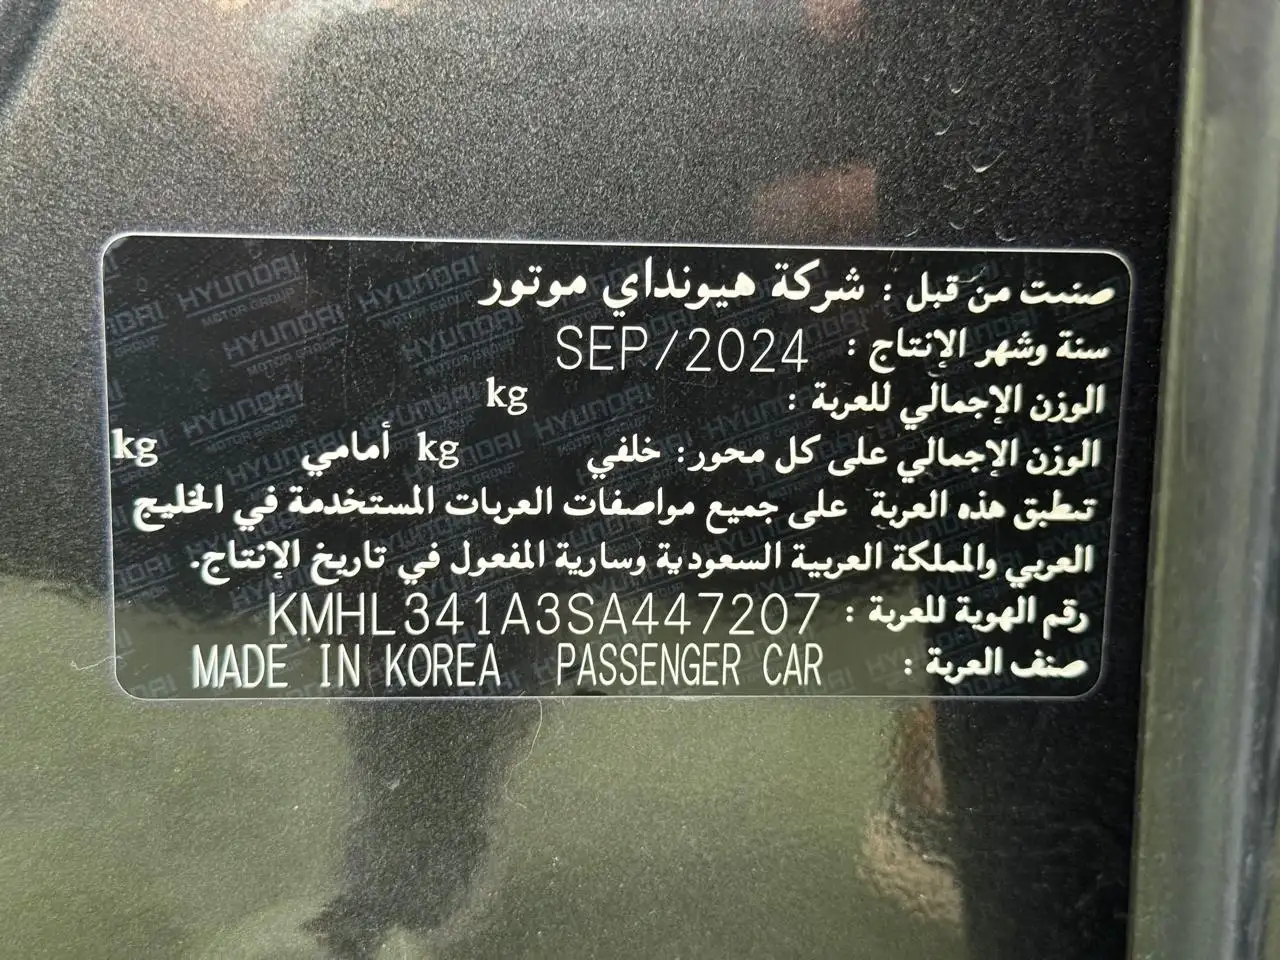 صنعت من قبل : شركة هيونداي موتور
سنة وشهر الإنتاج : SEP/2024
الوزن الإجمالي للعربة : kg
الوزن الإجمالي على كل محور: خلفي kg أمامي kg
تنطبق هذه العربة على جميع مواصفات العربات المستخدمة في الخليج
العربي والمملكة العربية السعودية وسارية المفعول في تاريخ الإنتاج.
رقم الهوية للعربة : KMHL341A3SA447207
صنف العربة : PASSENGER CAR MADE IN KOREA